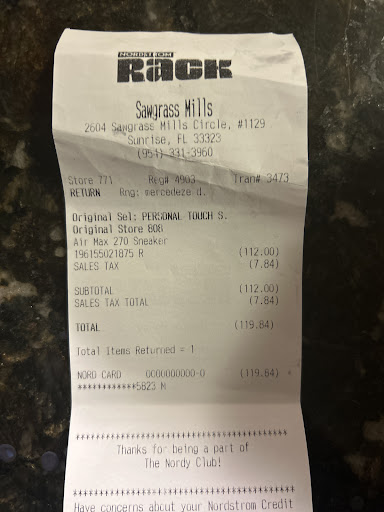 NORDSTROM
rack
Sawgrass Mills
2604 Sawgrass Mills Circle, #1129
Sunrise, FL 33323
(954) 331-3960
Store 771 Reg# 4903 Tran# 3473
RETURN Rng: mercedeze d.
Original Sel: PERSONAL TOUCH S.
Original Store 808
Air Max 270 Sneaker
196155021875 R (112.00)
SALES TAX (7.84)
SUBTOTAL (112.00)
SALES TAX TOTAL (7.84)
TOTAL (119.84)
Total Items Returned = 1
NORD CARD 0000000000-0 (119.84)
************5823 M
****************************************
Thanks for being a part of
The Nordy Club!
****************************************
Have concerns about your Nordstrom Credit